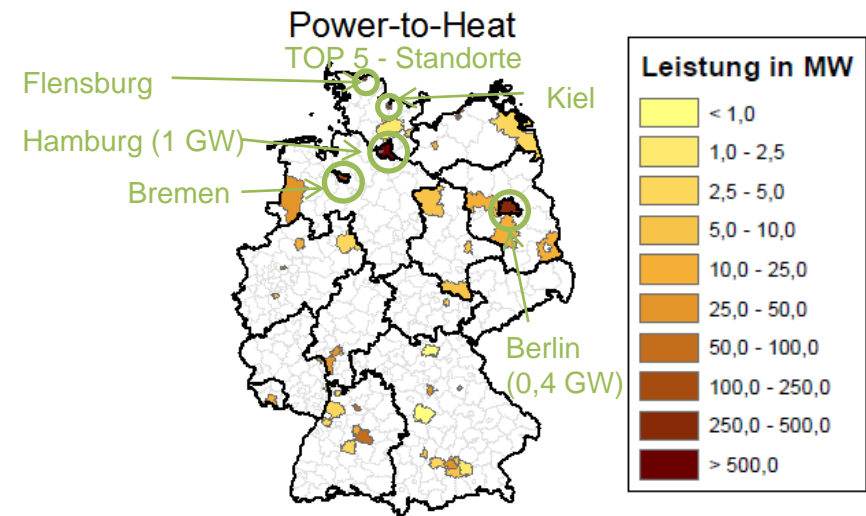 Power-to-Heat
TOP 5 - Standorte
Flensburg
Kiel
Hamburg (1 GW)
Bremen
Berlin
(0,4 GW)
Leistung in MW
< 1,0
1,0 - 2,5
2,5 - 5,0
5,0 - 10,0
10,0 - 25,0
25,0 - 50,0
50,0 - 100,0
100,0 - 250,0
250,0 - 500,0
> 500,0